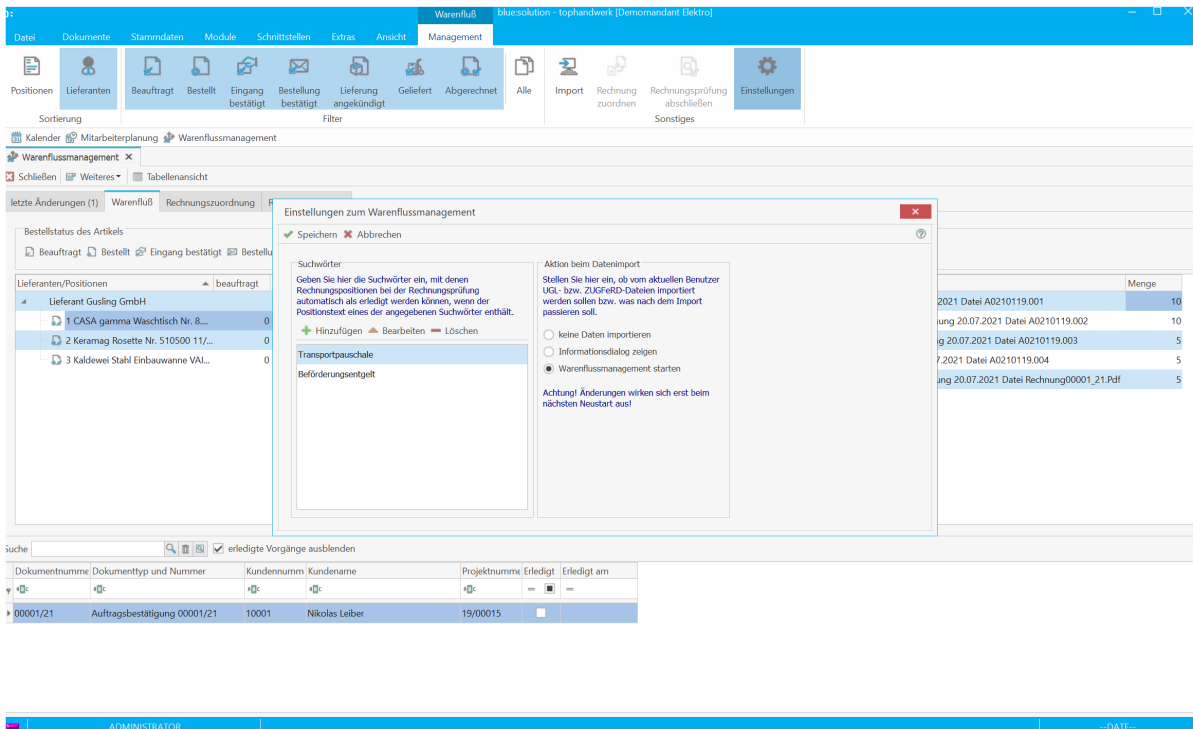 Warenfluß
blue:solution - tophandwerk [Demomandant Elektro]
Datei Dokumente Stammdaten Module Schnittstellen Extras Ansicht Management
Positionen Lieferanten Beauftragt Bestellt Eingang bestätigt Bestellung bestätigt Lieferung angekündigt Geliefert Abgerechnet Alle Import Rechnung zuordnen Rechnungsprüfung abschließen Einstellungen
Sortierung Filter Sonstiges
Kalender Mitarbeiterplanung Warenflussmanagement
Warenflussmanagement
Schließen Weiteres Tabellenansicht
letzte Änderungen (1) Warenfluß Rechnungszuordnung
Bestellstatus des Artikels
Beauftragt Bestellt Eingang bestätigt Bestellu
Lieferanten/Positionen beauftragt
Lieferant Gusling GmbH
1 CASA gamma Waschtisch Nr. 8.... 0
2 Keramag Rosette Nr. 510500 11/... 0
3 Kaldewei Stahl Einbauwanne VAI... 0
Einstellungen zum Warenflussmanagement
Speichern Abbrechen
Suchwörter
Geben Sie hier die Suchwörter ein, mit denen
Rechnungspositionen bei der Rechnungsprüfung
automatisch als erledigt werden können, wenn der
Positionstext eines der angegebenen Suchwörter enthält.
Hinzufügen Bearbeiten Löschen
Transportpauschale
Beförderungsentgelt
Aktion beim Datenimport
Stellen Sie hier ein, ob vom aktuellen Benutzer
UGL- bzw. ZUGFeRD-Dateien importiert
werden sollen bzw. was nach dem Import
passieren soll.
keine Daten importieren
Informationsdialog zeigen
Warenflussmanagement starten
Achtung! Änderungen wirken sich erst beim
nächsten Neustart aus!
Menge
2021 Datei A0210119.001 10
ung 20.07.2021 Datei A0210119.002 10
g 20.07.2021 Datei A0210119.003 5
7.2021 Datei A0210119.004 5
ung 20.07.2021 Datei Rechnung00001_21.Pdf 5
Suche erledigte Vorgänge ausblenden
Dokumentnumme Dokumenttyp und Nummer Kundennumm Kundename Projektnumme Erledigt Erledigt am
00001/21 Auftragsbestätigung 00001/21 10001 Nikolas Leiber 19/00015
ADMINISTRATOR --DATE--